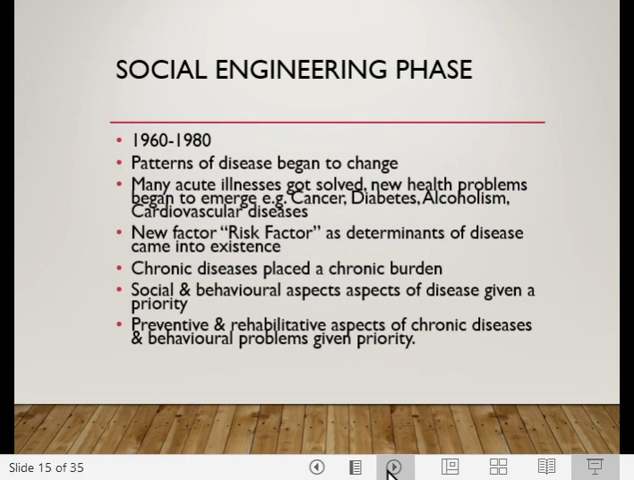 SOCIAL ENGINEERING PHASE
• 1960-1980
• Patterns of disease began to change
• Many acute illnesses got solved, new health problems
began to emerge e.g. Cancer, Diabetes, Alcoholism,
Cardiovascular diseases
• New factor “Risk Factor” as determinants of disease
came into existence
• Chronic diseases placed a chronic burden
• Social & behavioural aspects aspects of disease given a
priority
• Preventive & rehabilitative aspects of chronic diseases
& behavioural problems given priority.
Slide 15 of 35